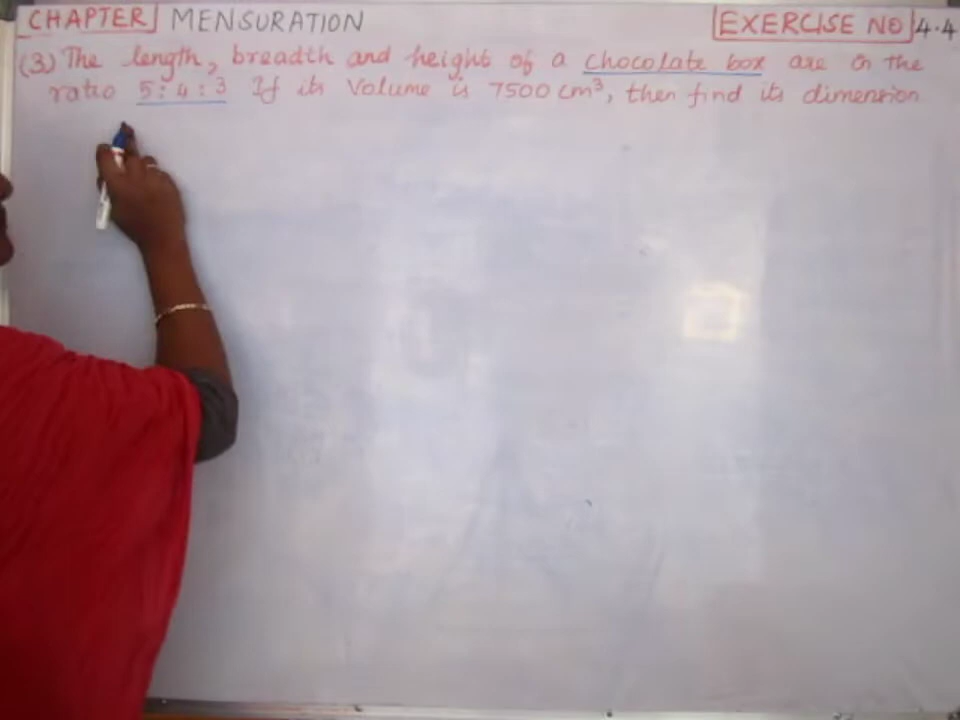 CHAPTER MENSURATION EXERCISE NO 4.4
(3) The length, breadth and height of a chocolate box are in the
ratio 5:4:3 If its Volume is 7500 cm³, then find its dimension